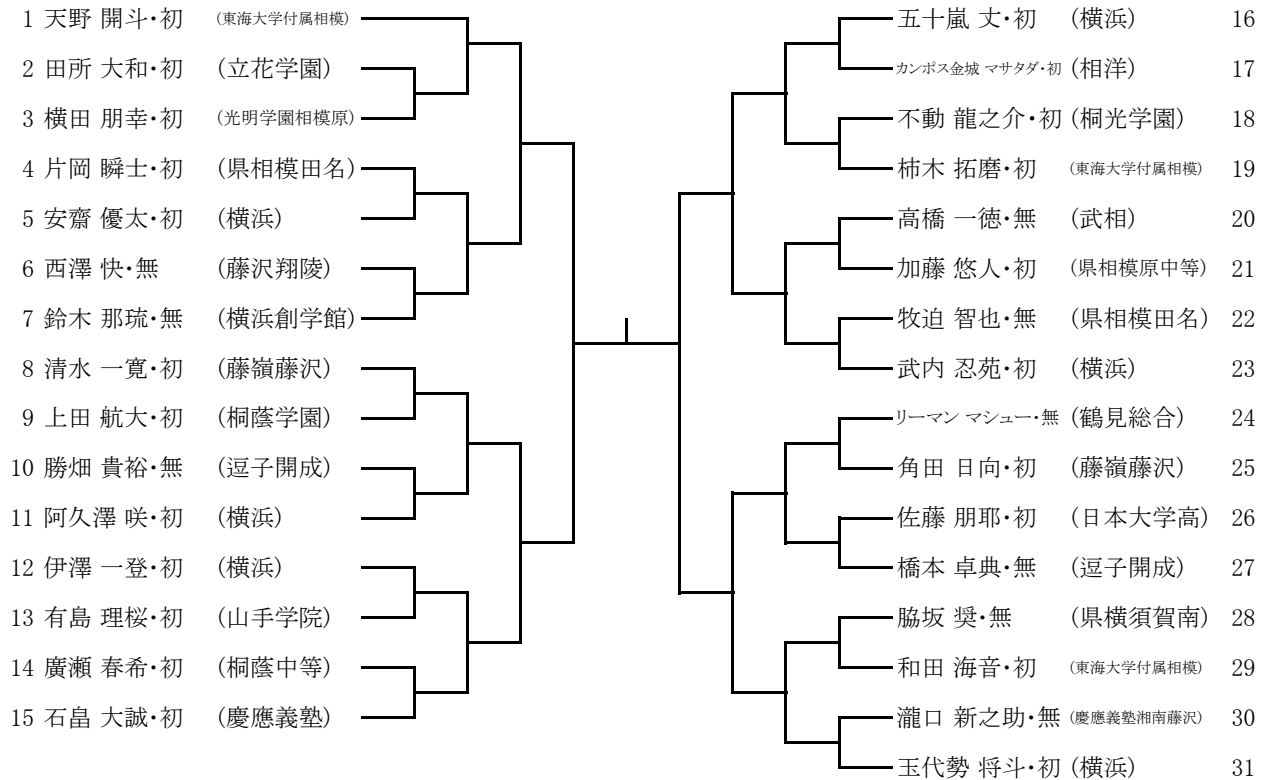 1 天野 開斗・初 (東海大学付属相模)
2 田所 大和・初 (立花学園)
3 横田 朋幸・初 (光明学園相模原)
4 片岡 瞬士・初 (県相模田名)
5 安齋 優太・初 (横浜)
6 西澤 快・無 (藤沢翔陵)
7 鈴木 那琉・無 (横浜創学館)
8 清水 一寛・初 (藤嶺藤沢)
9 上田 航大・初 (桐蔭学園)
10 勝畑 貴裕・無 (逗子開成)
11 阿久澤 咲・初 (横浜)
12 伊澤 一登・初 (横浜)
13 有島 理桜・初 (山手学院)
14 廣瀬 春希・初 (桐蔭中等)
15 石畠 大誠・初 (慶應義塾)
五十嵐 丈・初 (横浜) 16
カンポス金城 マサタダ・初 (相洋) 17
不動 龍之介・初 (桐光学園) 18
柿木 拓磨・初 (東海大学付属相模) 19
高橋 一徳・無 (武相) 20
加藤 悠人・初 (県相模原中等) 21
牧迫 智也・無 (県相模田名) 22
武内 忍苑・初 (横浜) 23
リーマン マシュー・無 (鶴見総合) 24
角田 日向・初 (藤嶺藤沢) 25
佐藤 朋耶・初 (日本大学高) 26
橋本 卓典・無 (逗子開成) 27
脇坂 奨・無 (県横須賀南) 28
和田 海音・初 (東海大学付属相模) 29
瀧口 新之助・無 (慶應義塾湘南藤沢) 30
玉代勢 将斗・初 (横浜) 31